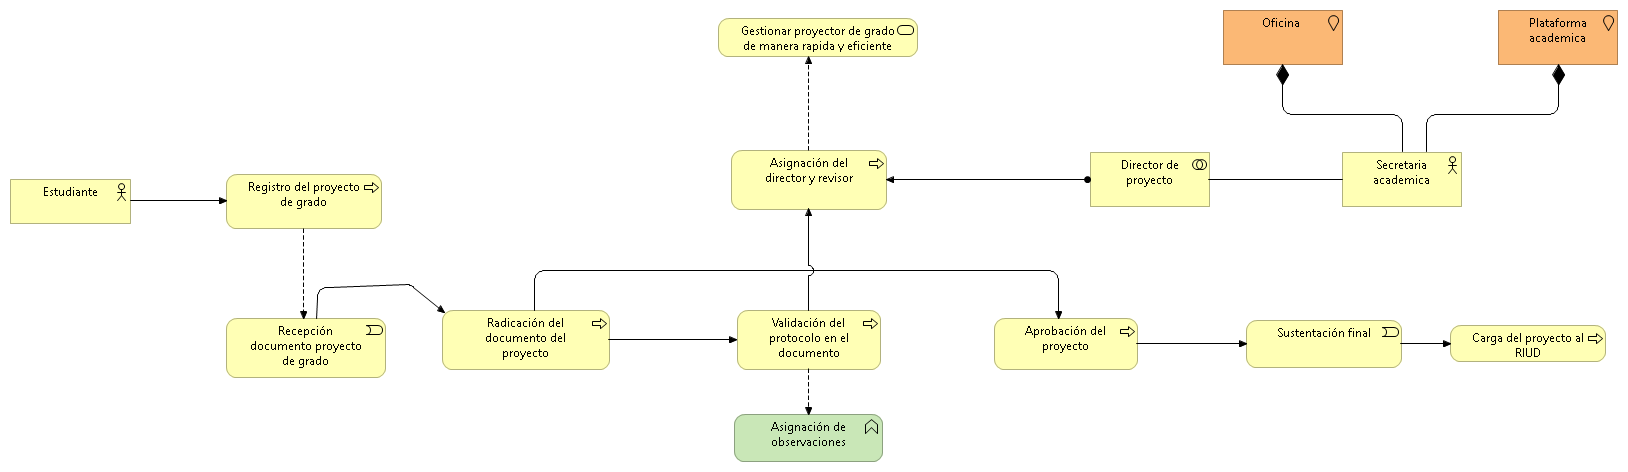 Gestionar proyector de grado
de manera rapida y eficiente
Oficina
Plataforma
academica
Estudiante
Registro del proyecto
de grado
Asignación del
director y revisor
Director de
proyecto
Secretaria
academica
Recepción
documento proyecto
de grado
Radicación del
documento del
proyecto
Validación del
protocolo en el
documento
Aprobación del
proyecto
Sustentación final
Carga del proyecto al
RIUD
Asignación de
observaciones